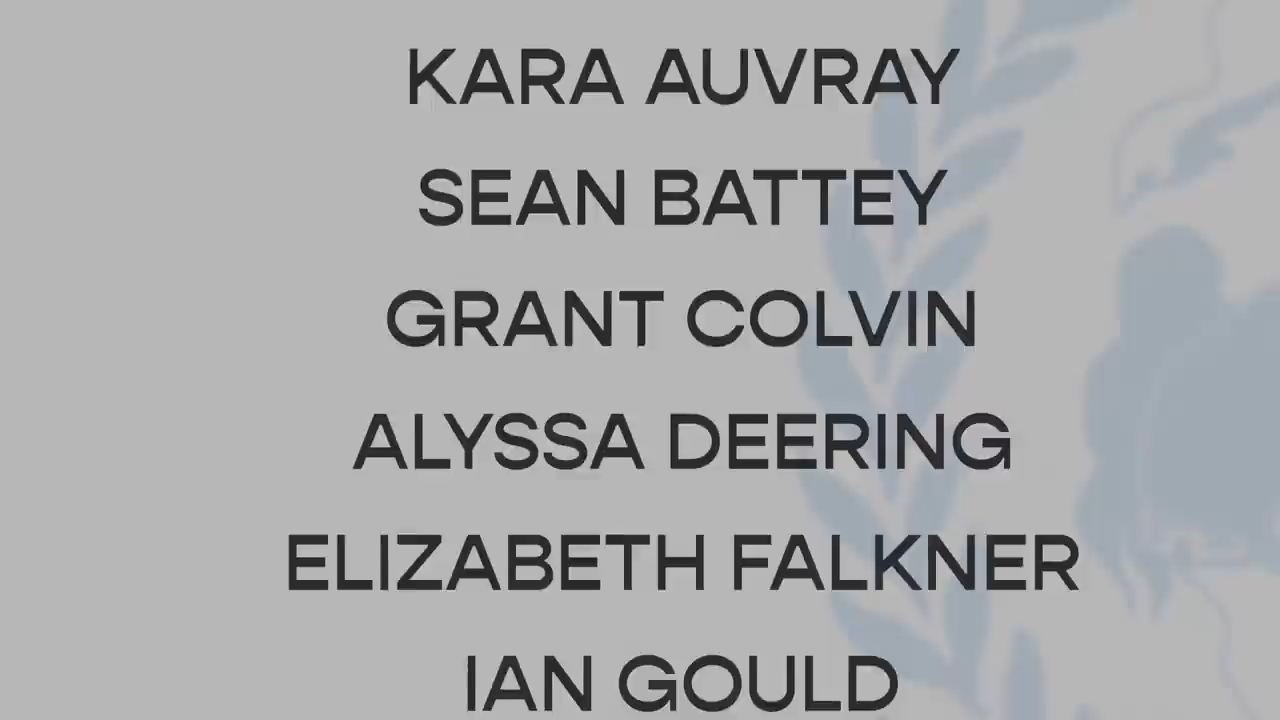 KARA AUVRAY
SEAN BATTEY
GRANT COLVIN
ALYSSA DEERING
ELIZABETH FALKNER
IAN GOULD